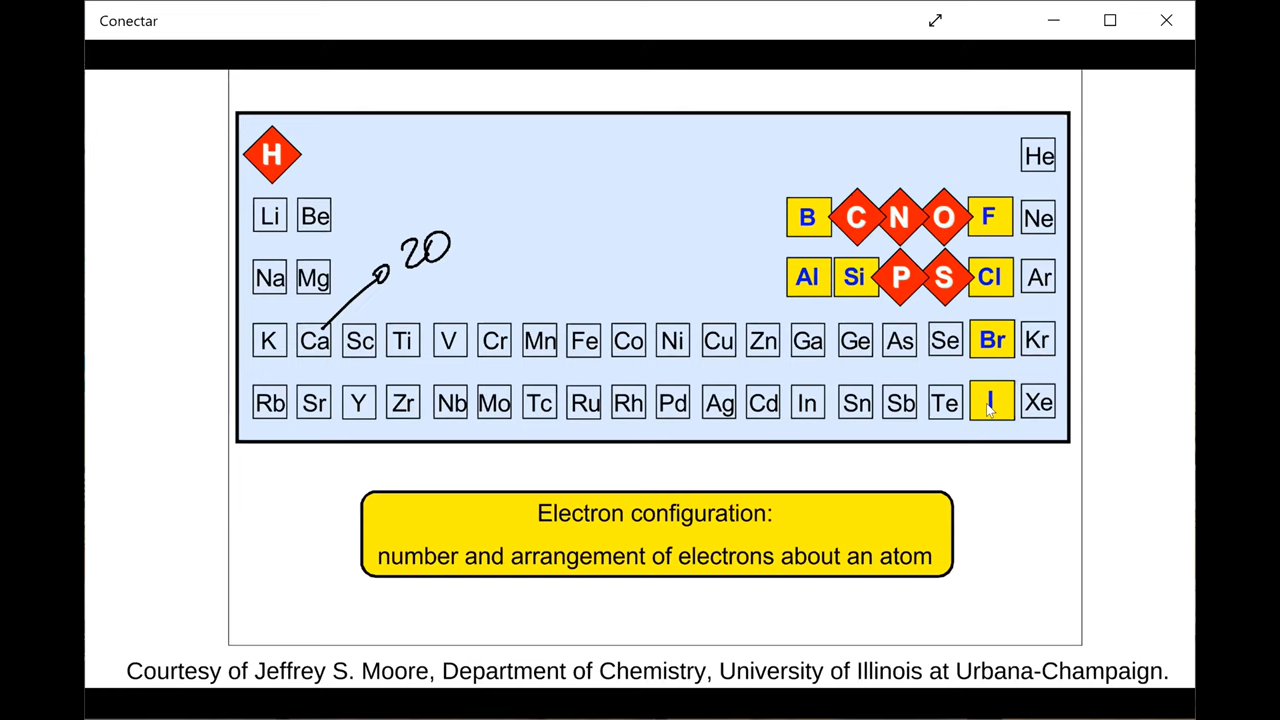 Conectar
H He
Li Be B C N O F Ne
20
Na Mg Al Si P S Cl Ar
K Ca Sc Ti V Cr Mn Fe Co Ni Cu Zn Ga Ge As Se Br Kr
Rb Sr Y Zr Nb Mo Tc Ru Rh Pd Ag Cd In Sn Sb Te I Xe
Electron configuration:
number and arrangement of electrons about an atom
Courtesy of Jeffrey S. Moore, Department of Chemistry, University of Illinois at Urbana-Champaign.